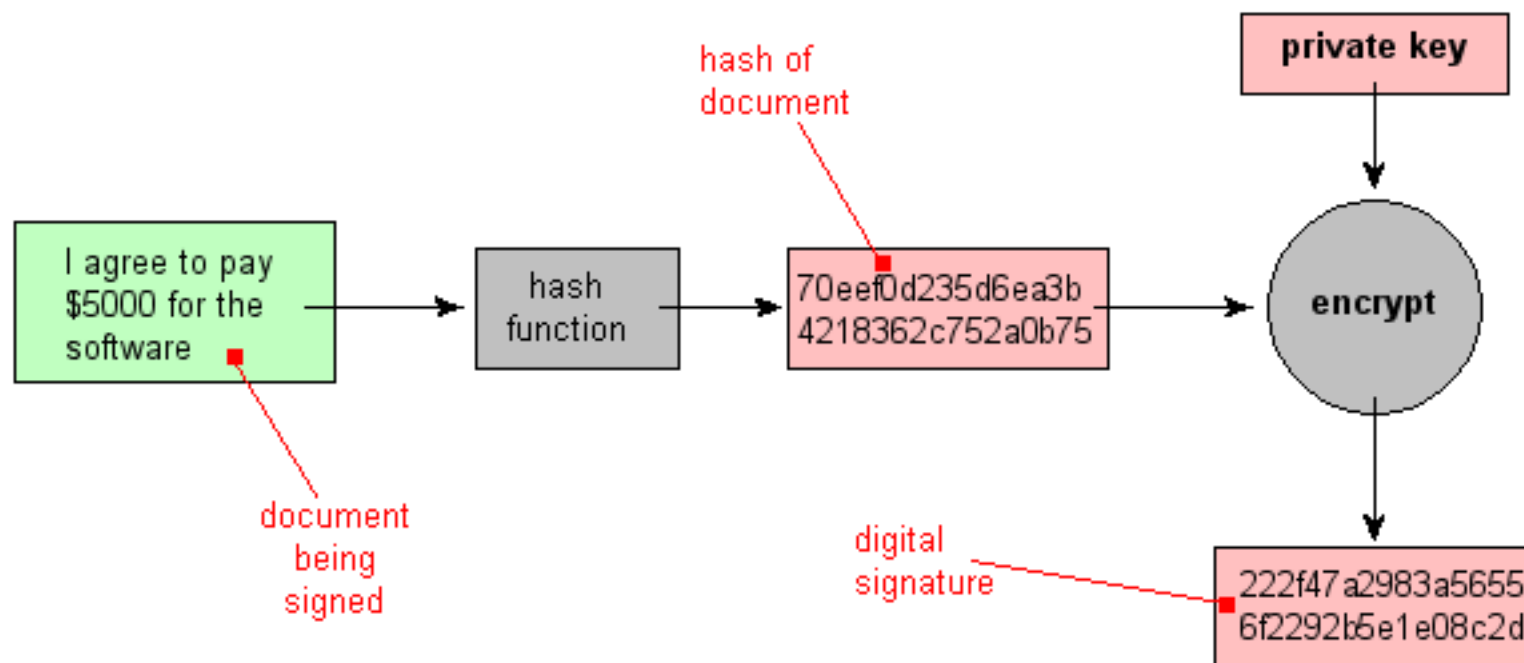 hash of
document
private key
I agree to pay
$5000 for the
software
hash
function
70eef0d235d6ea3b
4218362c752a0b75
encrypt
document
being
signed
digital
signature
222f47a2983a5655
6f2292b5e1e08c2d